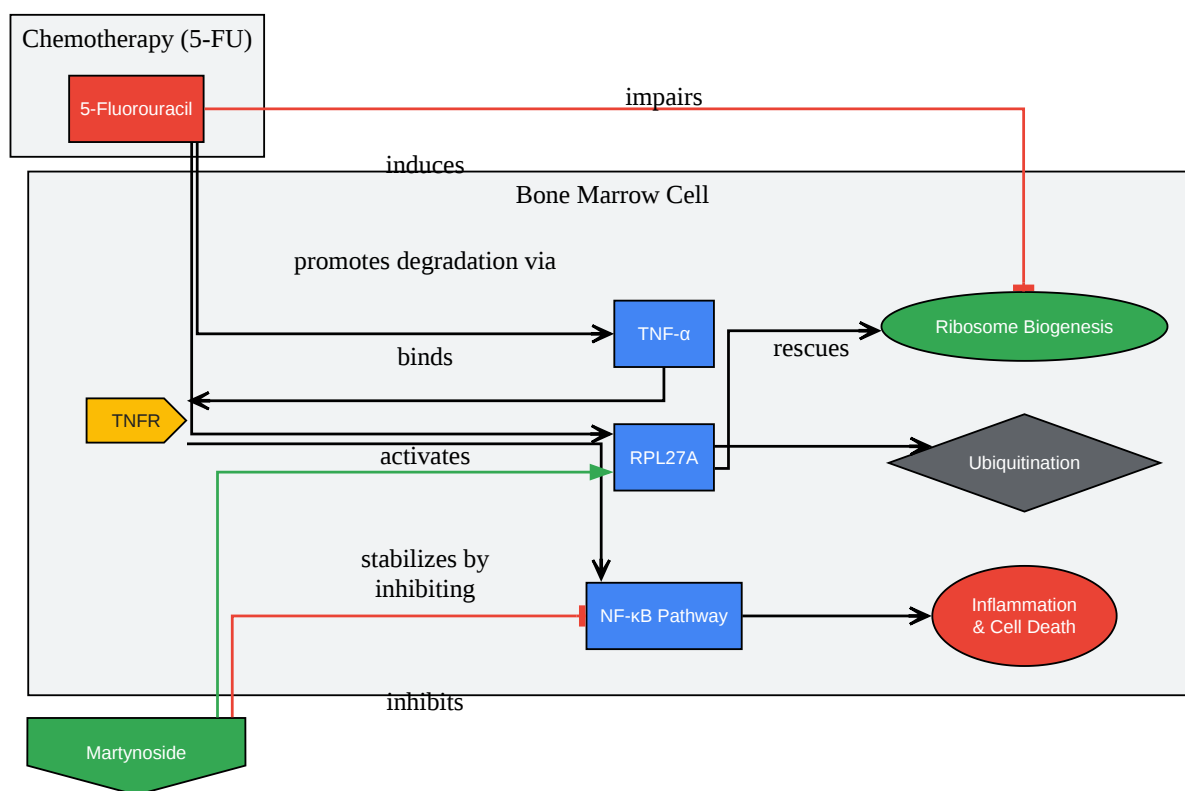 Chemotherapy (5-FU)
5-Fluorouracil
impairs
induces
Bone Marrow Cell
promotes degradation via
TNF-α
Ribosome Biogenesis
rescues
binds
TNFR
activates
RPL27A
Ubiquitination
stabilizes by
inhibiting
NF-κB Pathway
Inflammation
& Cell Death
inhibits
Martynoside